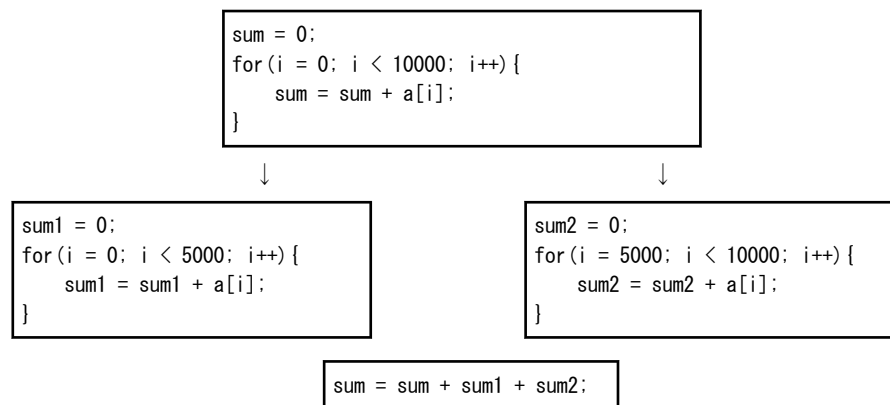 sum = 0;
for(i = 0; i < 10000; i++){
    sum = sum + a[i];
}
↓ ↓
sum1 = 0;
for(i = 0; i < 5000; i++){
    sum1 = sum1 + a[i];
}
sum2 = 0;
for(i = 5000; i < 10000; i++){
    sum2 = sum2 + a[i];
}
sum = sum + sum1 + sum2;